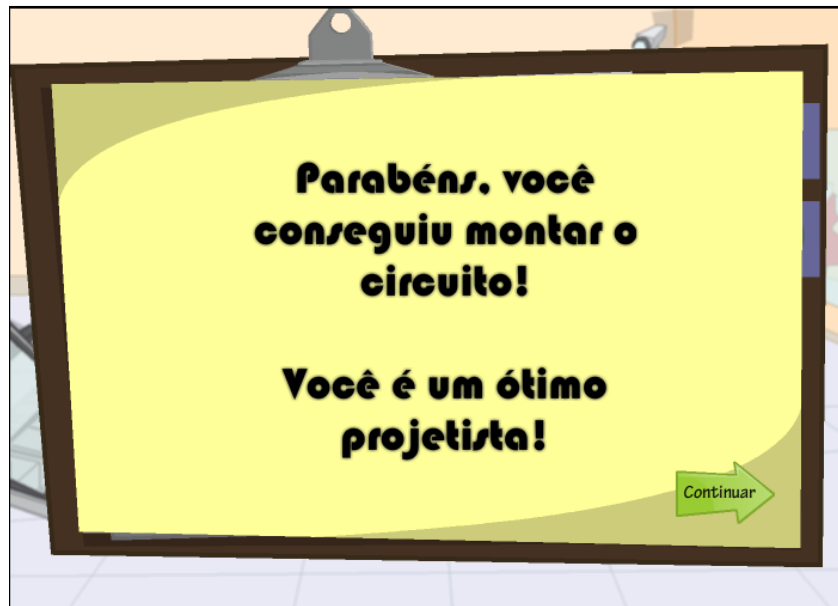 Parabéns, você
conseguiu montar o
circuito!
Você é um ótimo
projetista!
Continuar